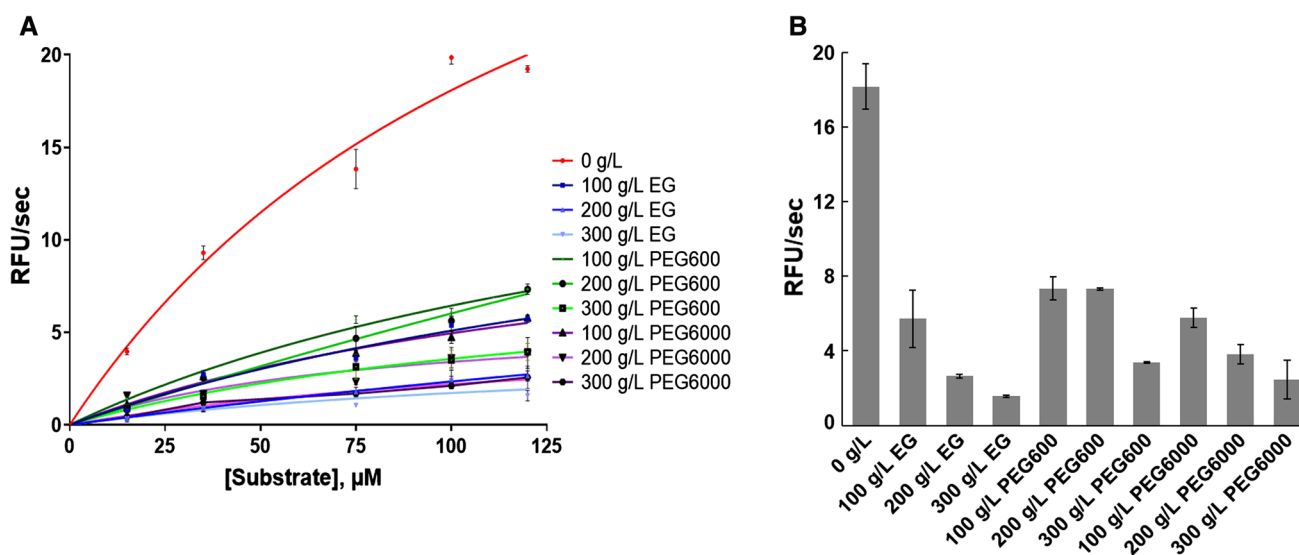 A
RFU/sec
20
15
10
5
0
0 25 50 75 100 125
[Substrate], µM
0 g/L
100 g/L EG
200 g/L EG
300 g/L EG
100 g/L PEG600
200 g/L PEG600
300 g/L PEG600
100 g/L PEG6000
200 g/L PEG6000
300 g/L PEG6000
B
RFU/sec
20
16
12
8
4
0
0 g/L
100 g/L EG
200 g/L EG
300 g/L EG
100 g/L PEG600
200 g/L PEG600
300 g/L PEG600
100 g/L PEG6000
200 g/L PEG6000
300 g/L PEG6000